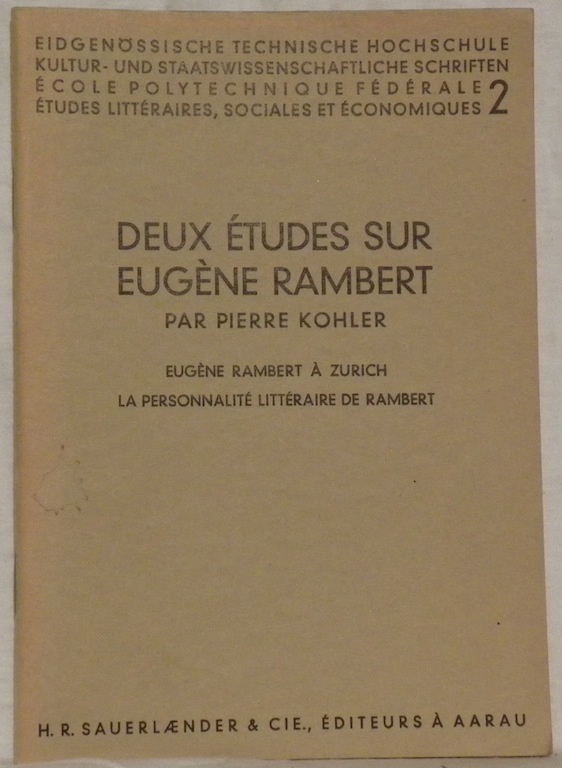 EIDGENÖSSISCHE TECHNISCHE HOCHSCHULE
KULTUR- UND STAATSWISSENSCHAFTLICHE SCHRIFTEN
ÉCOLE POLYTECHNIQUE FÉDÉRALE
ÉTUDES LITTÉRAIRES, SOCIALES ET ÉCONOMIQUES 2
DEUX ÉTUDES SUR
EUGÈNE RAMBERT
PAR PIERRE KOHLER
EUGÈNE RAMBERT À ZURICH
LA PERSONNALITÉ LITTÉRAIRE DE RAMBERT
H. R. SAUERLÆNDER & CIE., ÉDITEURS À AARAU